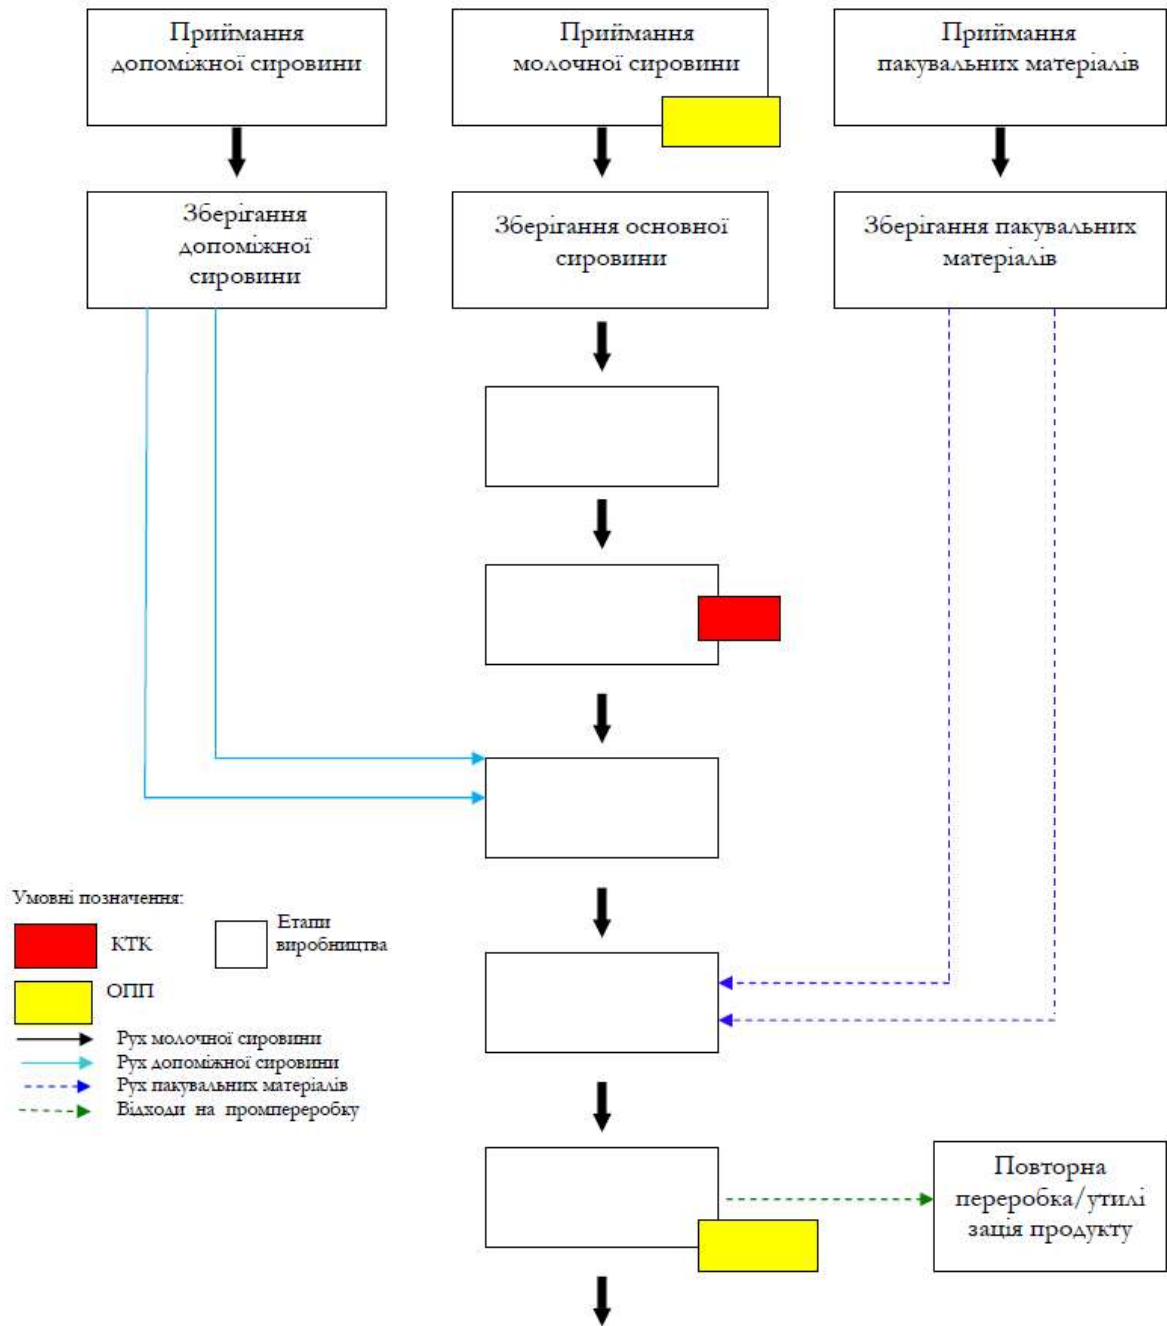 Приймання
допоміжної сировини
Приймання
молочної сировини
Приймання
пакувальних матеріалів
Зберігання
допоміжної
сировини
Зберігання основної
сировини
Зберігання пакувальних
матеріалів
Умовні позначення:
КТК
Етапи
виробництва
ОПП
Рух молочної сировини
Рух допоміжної сировини
Рух пакувальних матеріалів
Відходи на промпереробку
Повторна
переробка/утилі
зація продукту